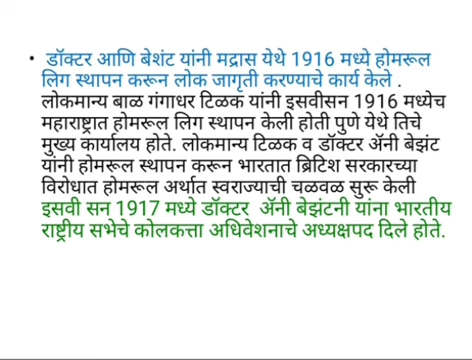 • डॉक्टर आणि बेशंट यांनी मद्रास येथे 1916 मध्ये होमरूल
लिग स्थापन करून लोक जागृती करण्याचे कार्य केले .
लोकमान्य बाळ गंगाधर टिळक यांनी इसवीसन 1916 मध्येच
महाराष्ट्रात होमरूल लिग स्थापन केली होती पुणे येथे तिचे
मुख्य कार्यालय होते. लोकमान्य टिळक व डॉक्टर ॲनी बेझंट
यांनी होमरूल स्थापन करून भारतात ब्रिटिश सरकारच्या
विरोधात होमरूल अर्थात स्वराज्याची चळवळ सुरू केली
इसवी सन 1917 मध्ये डॉक्टर ॲनी बेझंटनी यांना भारतीय
राष्ट्रीय सभेचे कोलकत्ता अधिवेशनाचे अध्यक्षपद दिले होते.